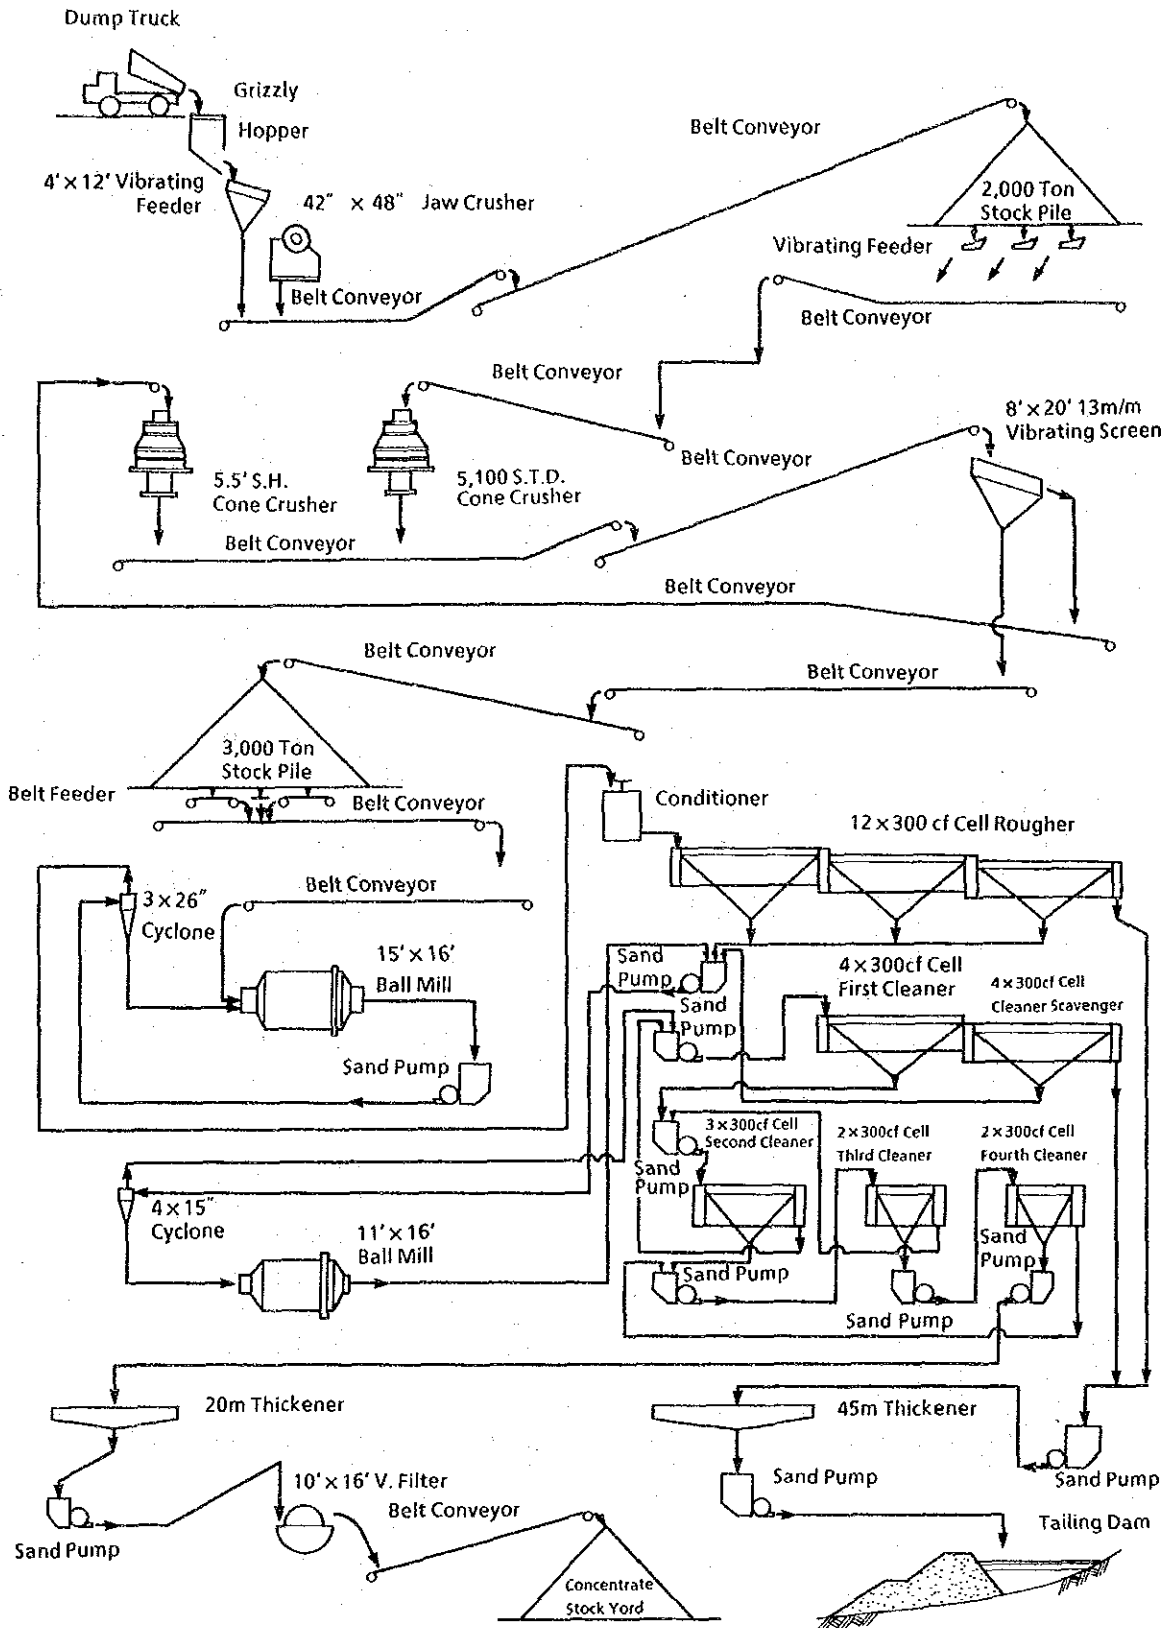 Dump Truck
Grizzly
Hopper
4' × 12' Vibrating
Feeder
42" × 48" Jaw Crusher
Belt Conveyor
Belt Conveyor
2,000 Ton
Stock Pile
Vibrating Feeder
Belt Conveyor
Belt Conveyor
Belt Conveyor
8' × 20' 13m/m
Vibrating Screen
5.5' S.H.
Cone Crusher
5,100 S.T.D.
Cone Crusher
Belt Conveyor
Belt Conveyor
Belt Conveyor
Belt Conveyor
3,000 Ton
Stock Pile
Belt Feeder
Belt Conveyor
Conditioner
12 × 300 cf Cell Rougher
Belt Conveyor
3 × 26"
Cyclone
15' × 16'
Ball Mill
Sand
Pump
4 × 300cf Cell
First Cleaner
4 × 300cf Cell
Cleaner Scavenger
Sand
Pump
Sand Pump
3 × 300cf Cell
Second Cleaner
2 × 300cf Cell
Third Cleaner
2 × 300cf Cell
Fourth Cleaner
Sand
Pump
4 × 15"
Cyclone
11' × 16'
Ball Mill
Sand
Pump
Sand Pump
Sand Pump
20m Thickener
45m Thickener
10' × 16' V. Filter
Belt Conveyor
Sand Pump
Sand Pump
Sand Pump
Tailing Dam
Concentrate
Stock Yord